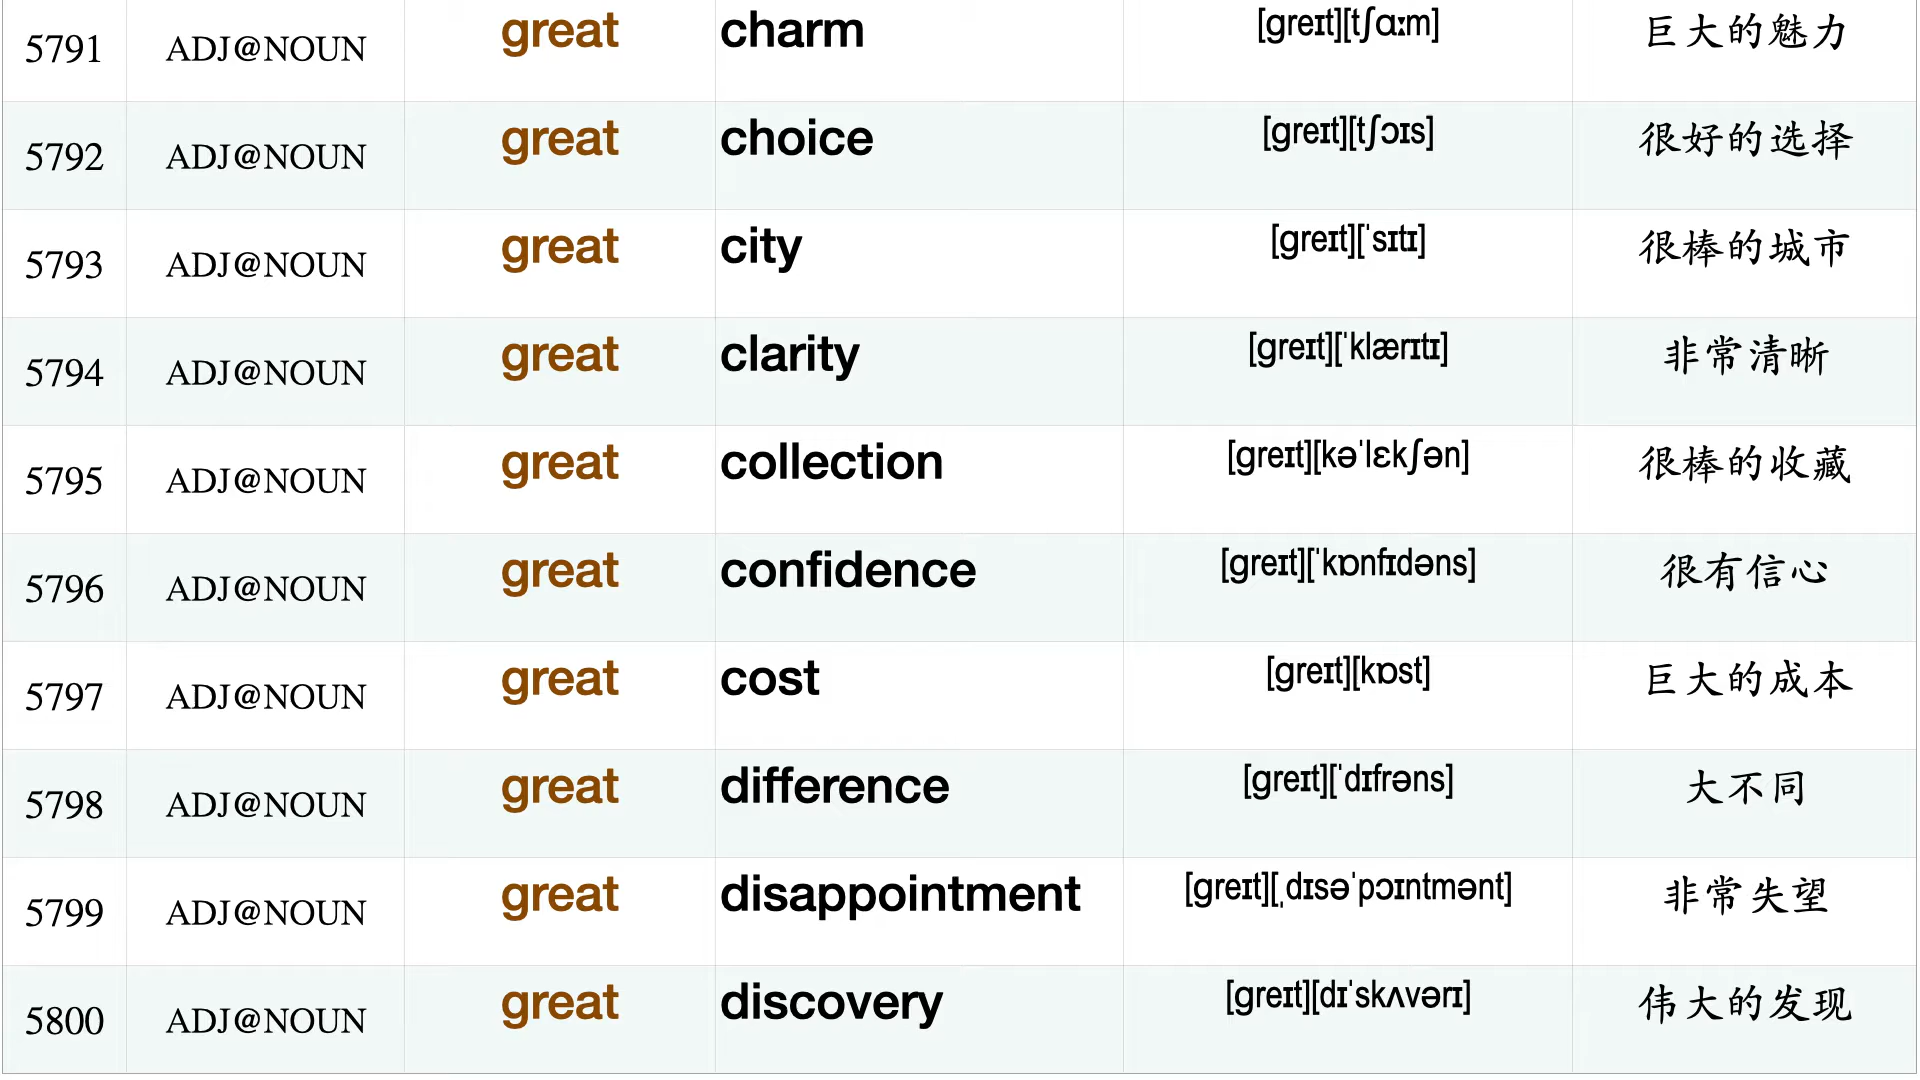 5791 ADJ@NOUN great charm [greɪt][tʃɑːm] 巨大的魅力
5792 ADJ@NOUN great choice [greɪt][tʃɔɪs] 很好的选择
5793 ADJ@NOUN great city [greɪt][ˈsɪtɪ] 很棒的城市
5794 ADJ@NOUN great clarity [greɪt][ˈklærɪtɪ] 非常清晰
5795 ADJ@NOUN great collection [greɪt][kəˈlɛkʃən] 很棒的收藏
5796 ADJ@NOUN great confidence [greɪt][ˈkɒnfɪdəns] 很有信心
5797 ADJ@NOUN great cost [greɪt][kɒst] 巨大的成本
5798 ADJ@NOUN great difference [greɪt][ˈdɪfrəns] 大不同
5799 ADJ@NOUN great disappointment [greɪt][ˌdɪsəˈpɔɪntmənt] 非常失望
5800 ADJ@NOUN great discovery [greɪt][dɪˈskʌvərɪ] 伟大的发现